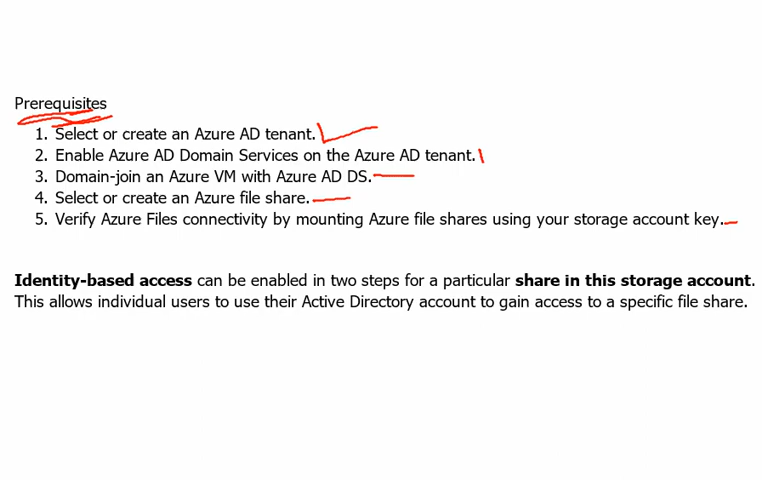 Prerequisites
1. Select or create an Azure AD tenant.
2. Enable Azure AD Domain Services on the Azure AD tenant.
3. Domain-join an Azure VM with Azure AD DS.
4. Select or create an Azure file share.
5. Verify Azure Files connectivity by mounting Azure file shares using your storage account key.
Identity-based access can be enabled in two steps for a particular share in this storage account.
This allows individual users to use their Active Directory account to gain access to a specific file share.